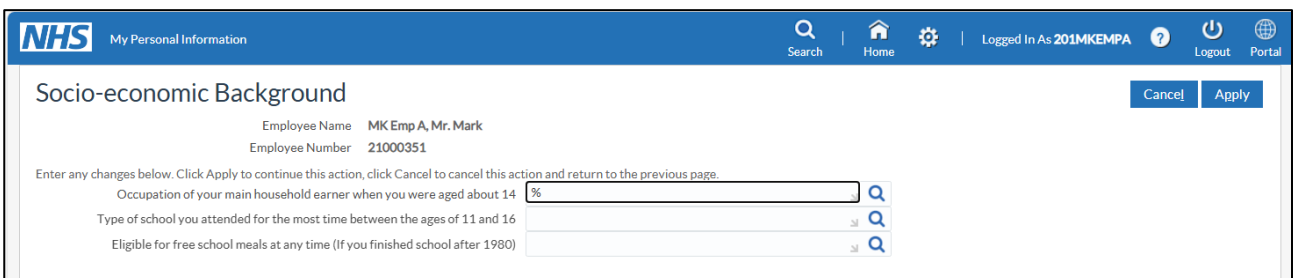 NHS My Personal Information Search | Home | Logged In As 201MKEMPA ? Logout Portal
Socio-economic Background Cancel Apply
Employee Name MK Emp A, Mr. Mark
Employee Number 21000351
Enter any changes below. Click Apply to continue this action, click Cancel to cancel this action and return to the previous page.
Occupation of your main household earner when you were aged about 14 %
Type of school you attended for the most time between the ages of 11 and 16
Eligible for free school meals at any time (If you finished school after 1980)